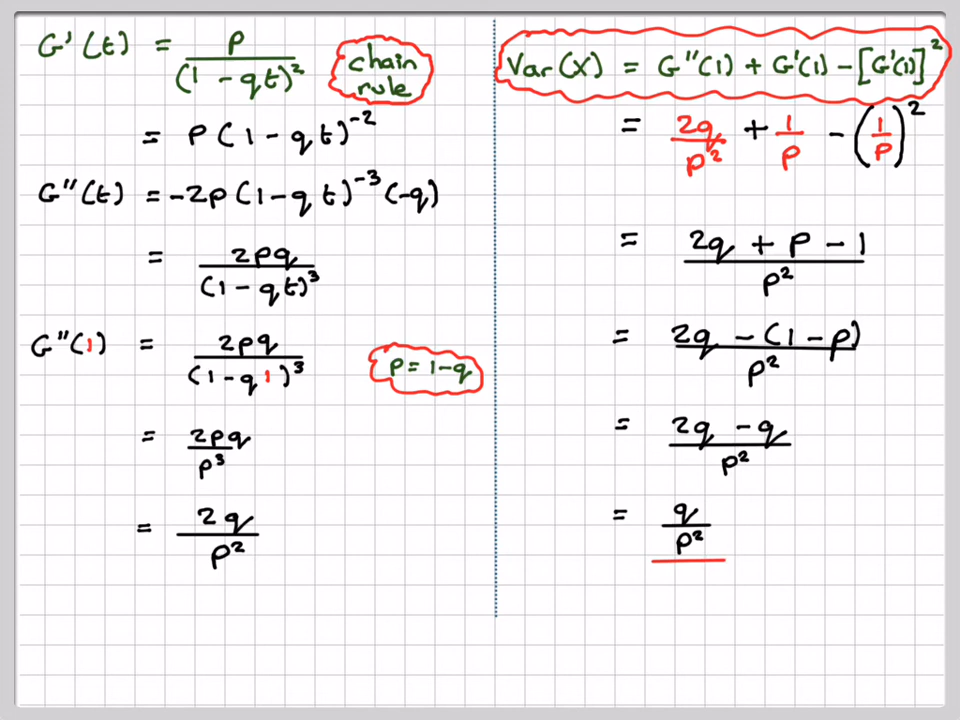 G'(t) = p / (1 - qt)²
chain rule
= p(1 - qt)⁻²
G''(t) = -2p(1 - qt)⁻³(-q)
= 2pq / (1 - qt)³
G''(1) = 2pq / (1 - q1)³
p = 1 - q
= 2pq / p³
= 2q / p²
Var(X) = G''(1) + G'(1) - [G'(1)]²
= 2q / p² + 1 / p - (1 / p)²
= 2q + p - 1 / p²
= 2q - (1 - p) / p²
= 2q - q / p²
= q / p²